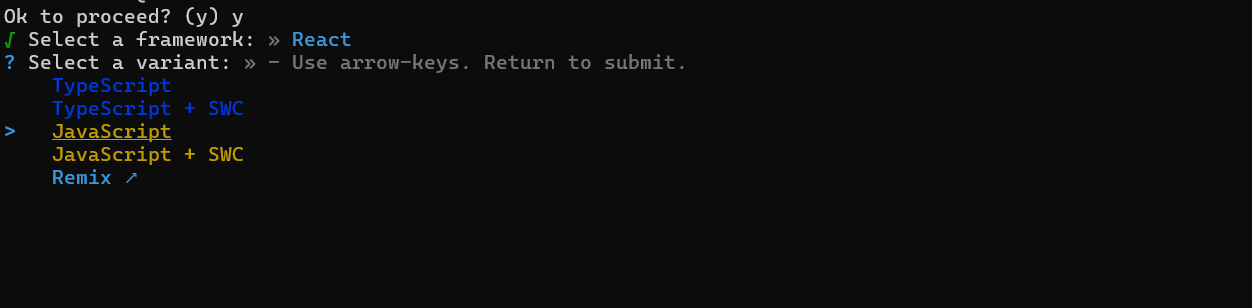 Ok to proceed? (y) y
√ Select a framework: » React
? Select a variant: » - Use arrow-keys. Return to submit.
TypeScript
TypeScript + SWC
> JavaScript
JavaScript + SWC
Remix ↗